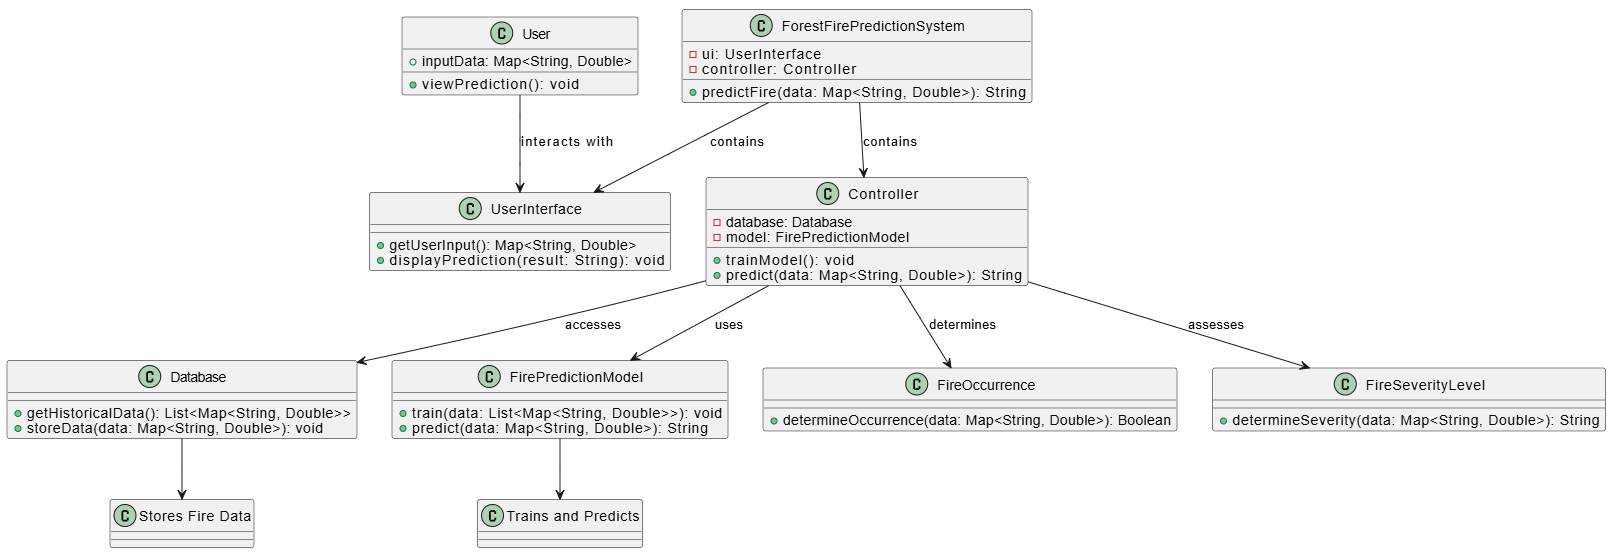 C User
inputData: Map<String, Double>
viewPrediction(): void
C ForestFirePredictionSystem
ui: UserInterface
controller: Controller
predictFire(data: Map<String, Double>): String
interacts with
contains
contains
C UserInterface
getUserInput(): Map<String, Double>
displayPrediction(result: String): void
C Controller
database: Database
model: FirePredictionModel
trainModel(): void
predict(data: Map<String, Double>): String
accesses
uses
determines
assesses
C Database
getHistoricalData(): List<Map<String, Double>>
storeData(data: Map<String, Double>): void
C FirePredictionModel
train(data: List<Map<String, Double>>): void
predict(data: Map<String, Double>): String
C FireOccurrence
determineOccurrence(data: Map<String, Double>): Boolean
C FireSeverityLevel
determineSeverity(data: Map<String, Double>): String
C Stores Fire Data
C Trains and Predicts